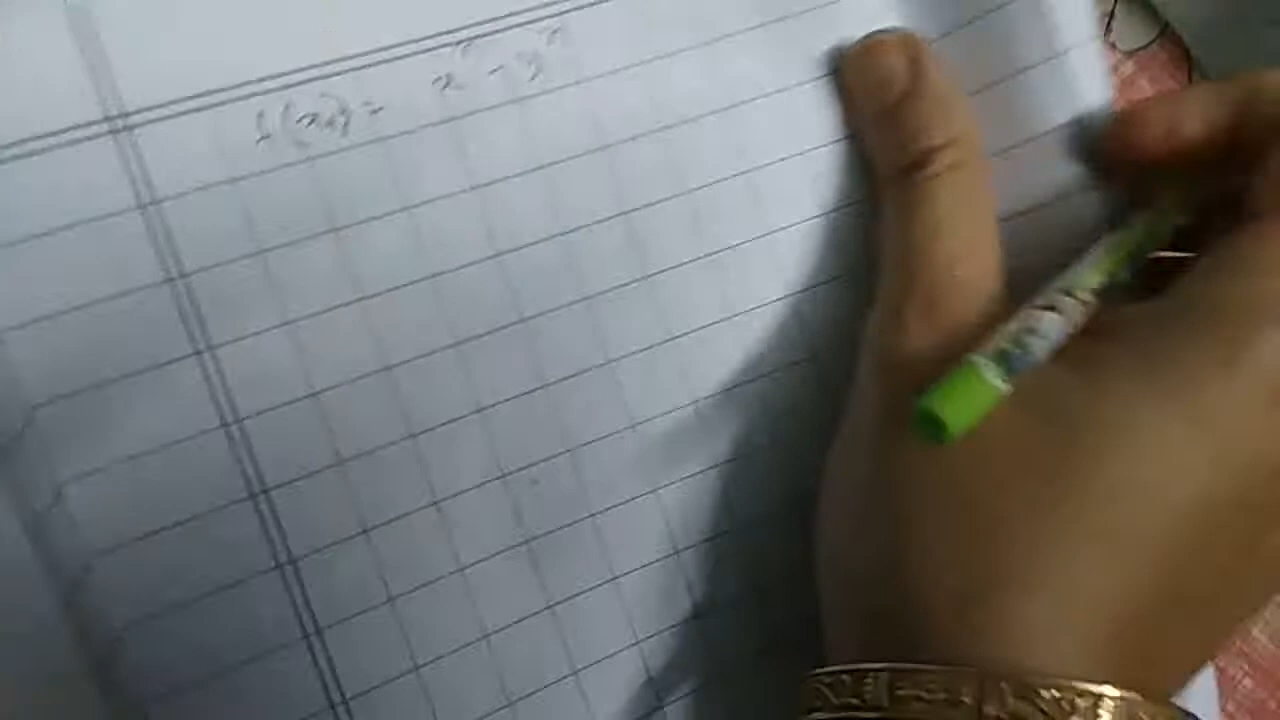 f(x,y) = x² - y²